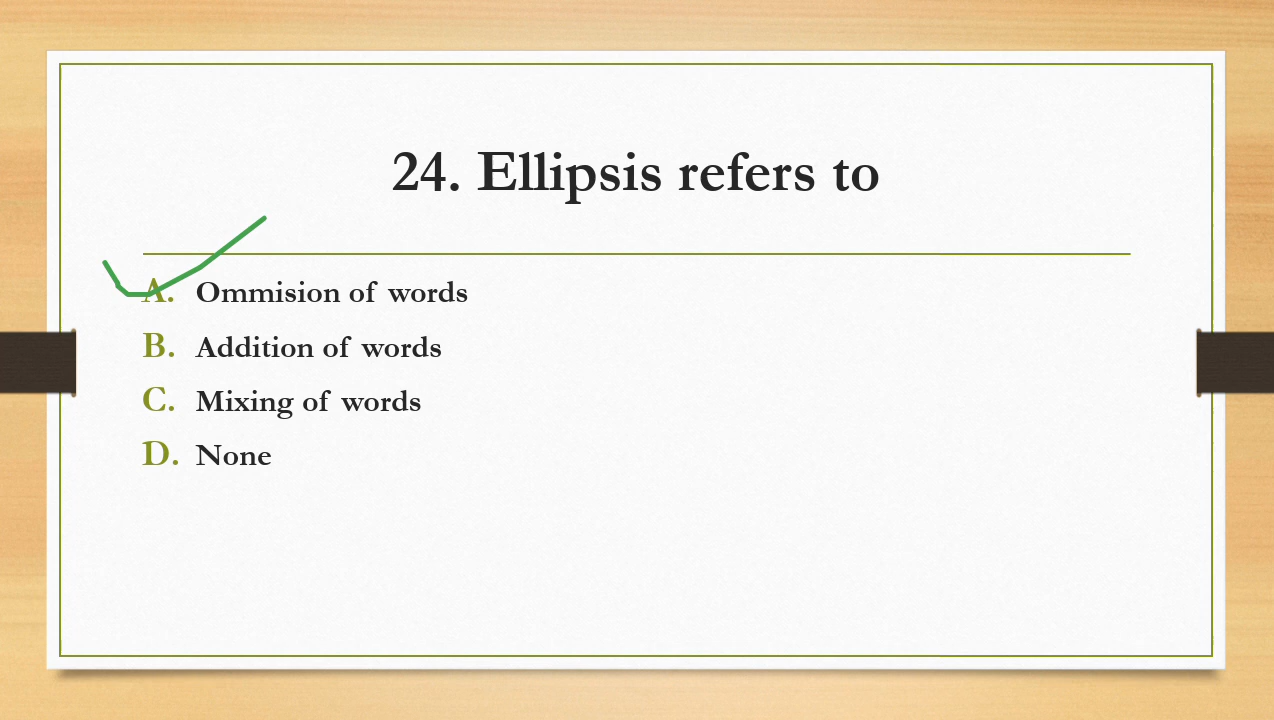 24. Ellipsis refers to
A. Ommision of words
B. Addition of words
C. Mixing of words
D. None